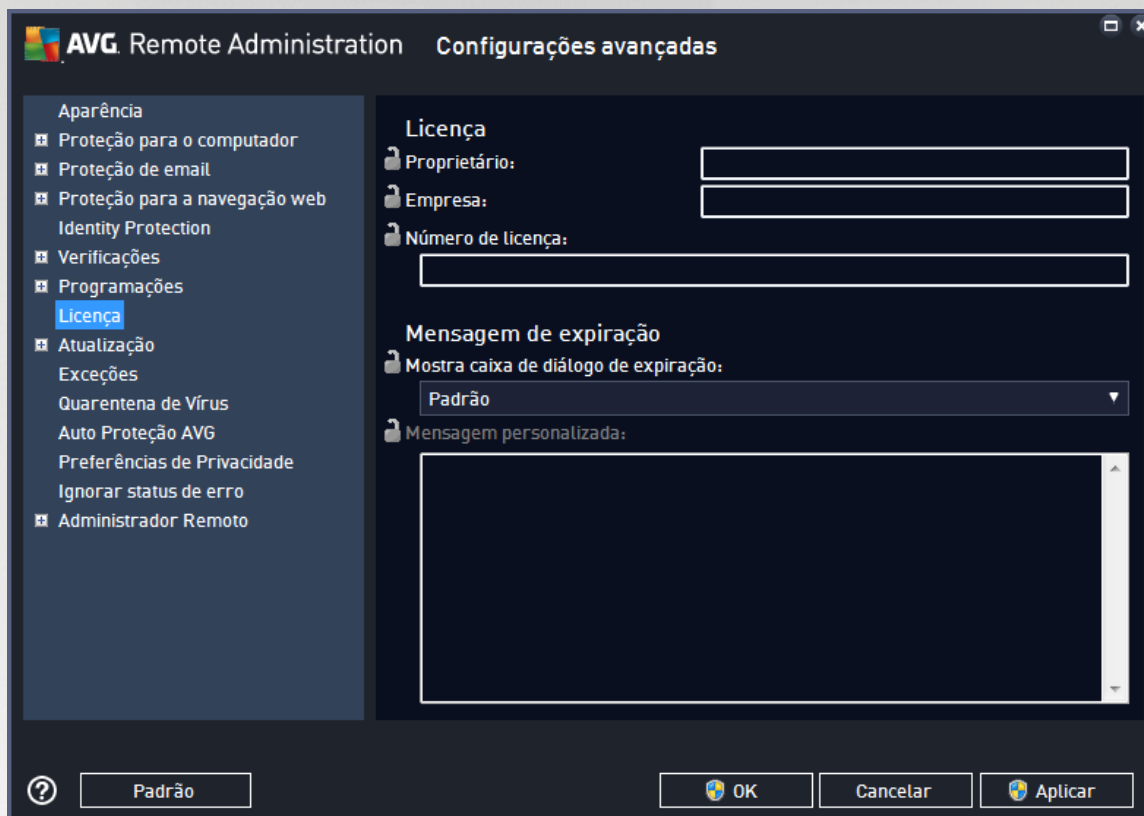 AVG. Remote Administration Configurações avançadas
Aparência
Proteção para o computador
Proteção de email
Proteção para a navegação web
Identity Protection
Verificações
Programações
Licença
Atualização
Exceções
Quarentena de Vírus
Auto Proteção AVG
Preferências de Privacidade
Ignorar status de erro
Administrador Remoto
Licença
Proprietário:
Empresa:
Número de licença:
Mensagem de expiração
Mostra caixa de diálogo de expiração:
Padrão
Mensagem personalizada:
Padrão
OK
Cancelar
Aplicar